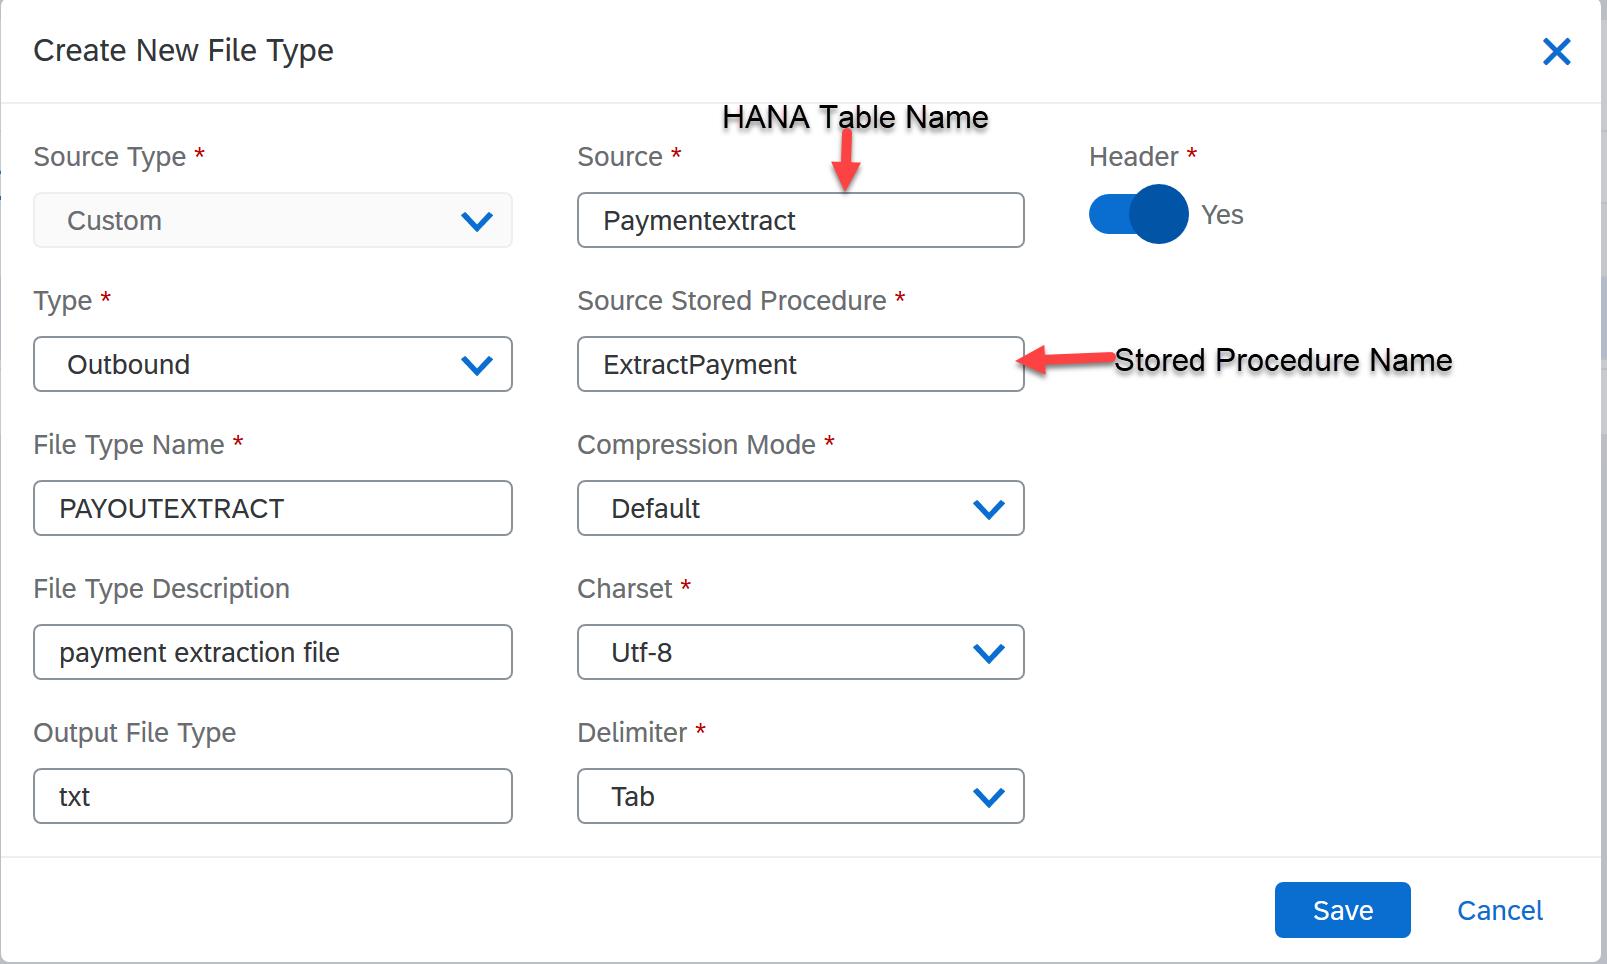 Create New File Type
HANA Table Name
Source Type *
Source *
Header *
Custom
Paymentextract
Yes
Type *
Source Stored Procedure *
Outbound
ExtractPayment
Stored Procedure Name
File Type Name *
Compression Mode *
PAYOUTEXTRACT
Default
File Type Description
Charset *
payment extraction file
Utf-8
Output File Type
Delimiter *
txt
Tab
Save
Cancel